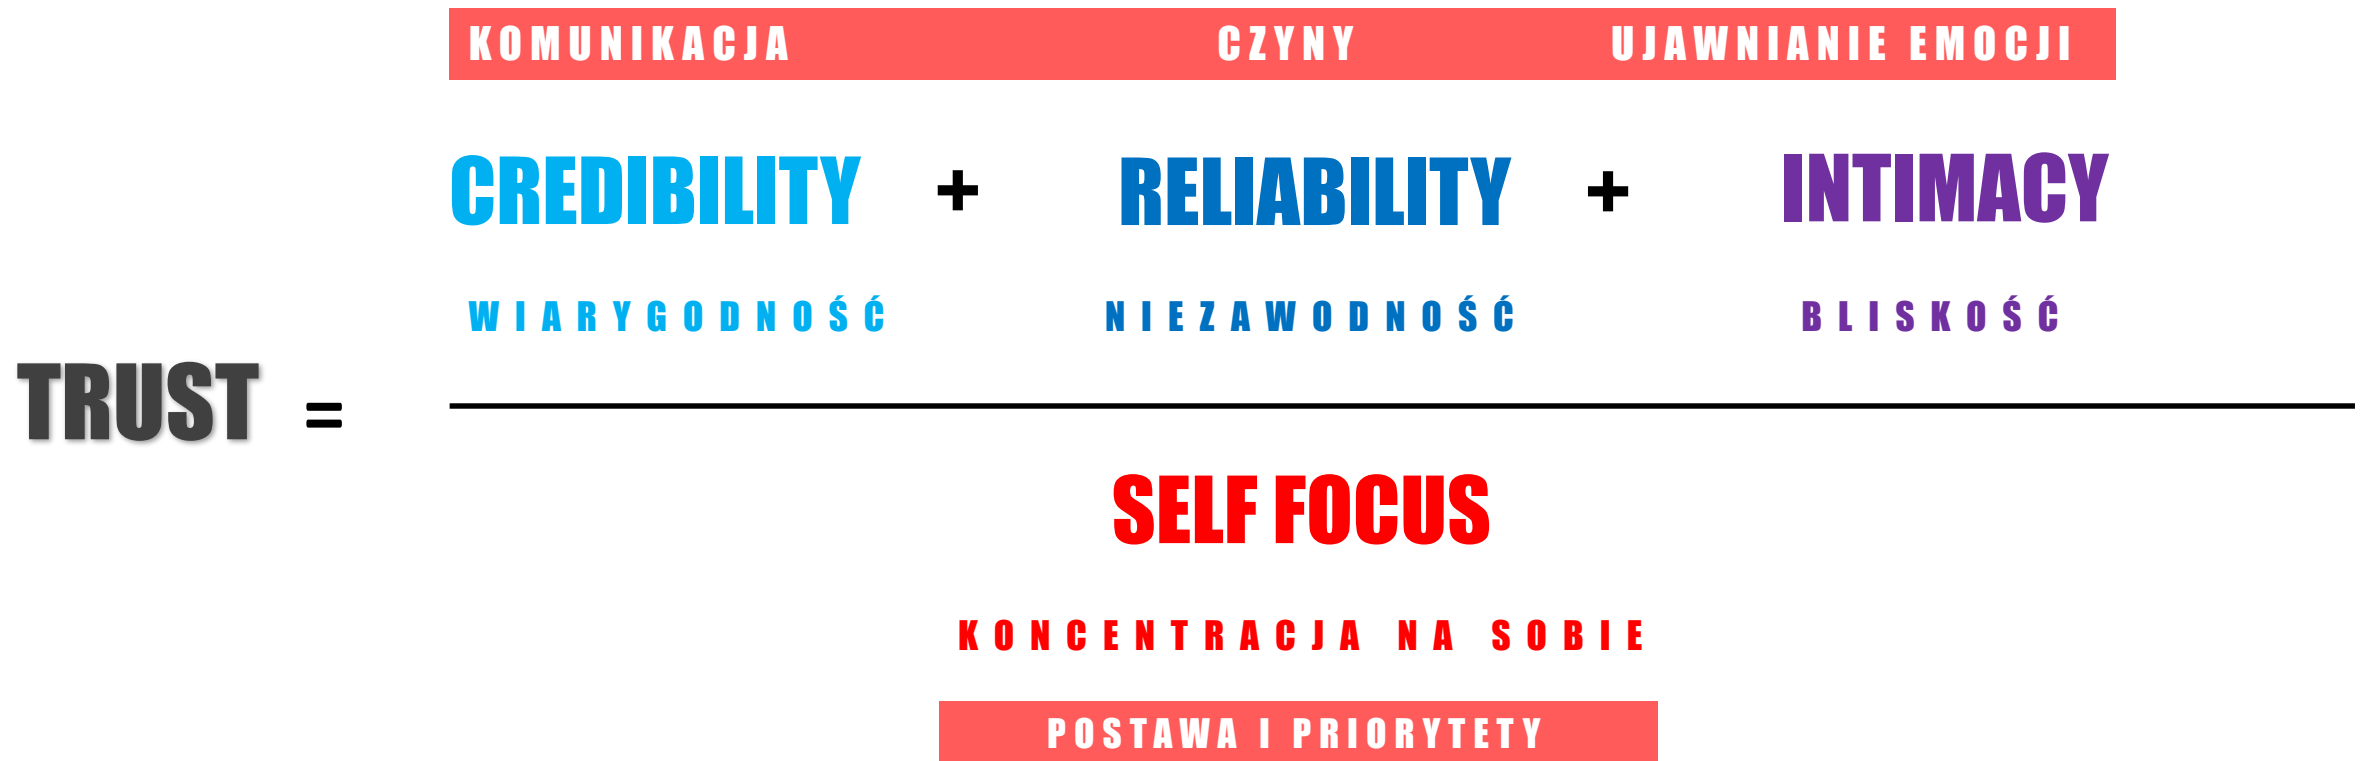 KOMUNIKACJA CZYNY UJAWNIANIE EMOCJI
CREDIBILITY + RELIABILITY + INTIMACY
WIARYGODNOŚĆ NIEZAWODNOŚĆ BLISKOŚĆ
TRUST =
SELF FOCUS
KONCENTRACJA NA SOBIE
POSTAWA I PRIORYTETY